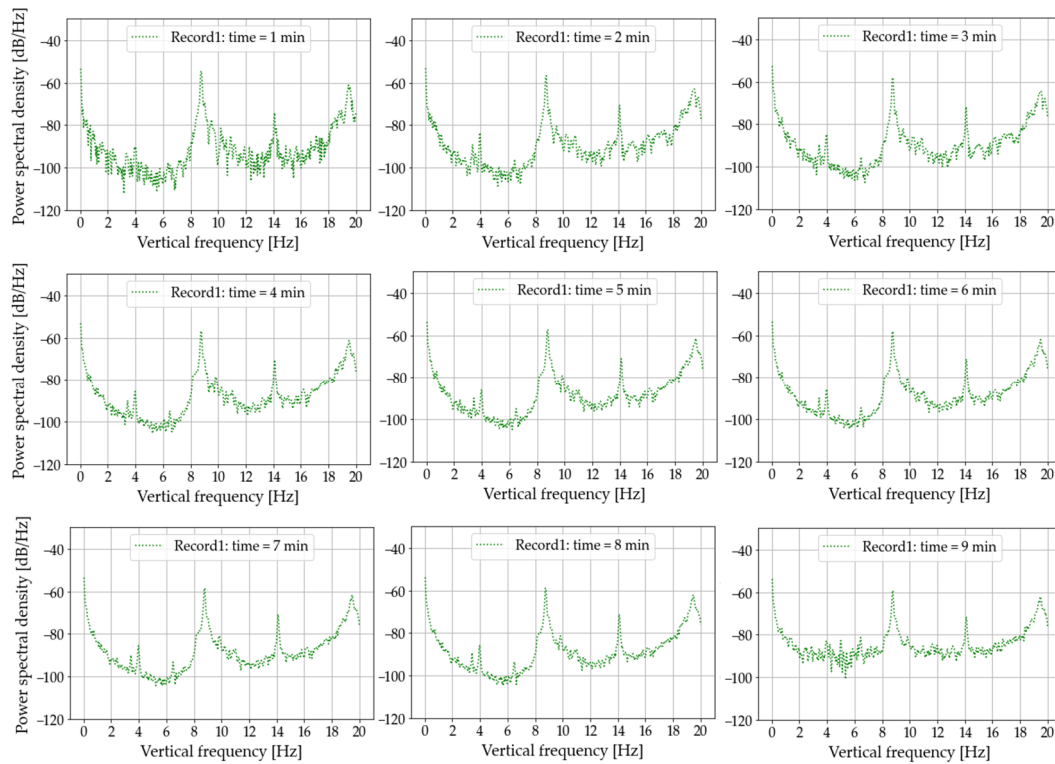 Power spectral density [dB/Hz]
−40
−60
−80
−100
−120
Record1: time = 1 min
0 2 4 6 8 10 12 14 16 18 20
Vertical frequency [Hz]
−40
−60
−80
−100
−120
Record1: time = 2 min
0 2 4 6 8 10 12 14 16 18 20
Vertical frequency [Hz]
−40
−60
−80
−100
−120
Record1: time = 3 min
0 2 4 6 8 10 12 14 16 18 20
Vertical frequency [Hz]
Power spectral density [dB/Hz]
−40
−60
−80
−100
−120
Record1: time = 4 min
0 2 4 6 8 10 12 14 16 18 20
Vertical frequency [Hz]
−40
−60
−80
−100
−120
Record1: time = 5 min
0 2 4 6 8 10 12 14 16 18 20
Vertical frequency [Hz]
−40
−60
−80
−100
−120
Record1: time = 6 min
0 2 4 6 8 10 12 14 16 18 20
Vertical frequency [Hz]
Power spectral density [dB/Hz]
−40
−60
−80
−100
−120
Record1: time = 7 min
0 2 4 6 8 10 12 14 16 18 20
Vertical frequency [Hz]
−40
−60
−80
−100
−120
Record1: time = 8 min
0 2 4 6 8 10 12 14 16 18 20
Vertical frequency [Hz]
−40
−60
−80
−100
−120
Record1: time = 9 min
0 2 4 6 8 10 12 14 16 18 20
Vertical frequency [Hz]